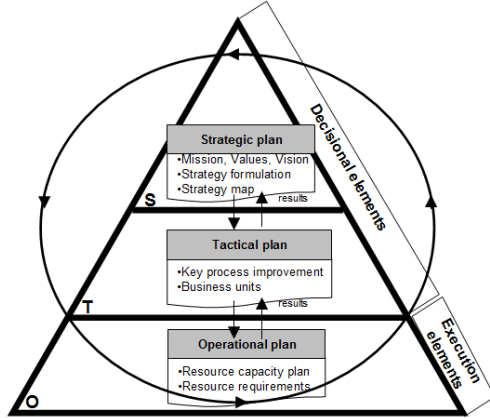 Strategic plan
•Mission, Values, Vision
•Strategy formulation
•Strategy map
results
S
Decisional elements
Tactical plan
•Key process improvement
•Business units
results
T
Operational plan
•Resource capacity plan
•Resource requirements
O
Execution
elements